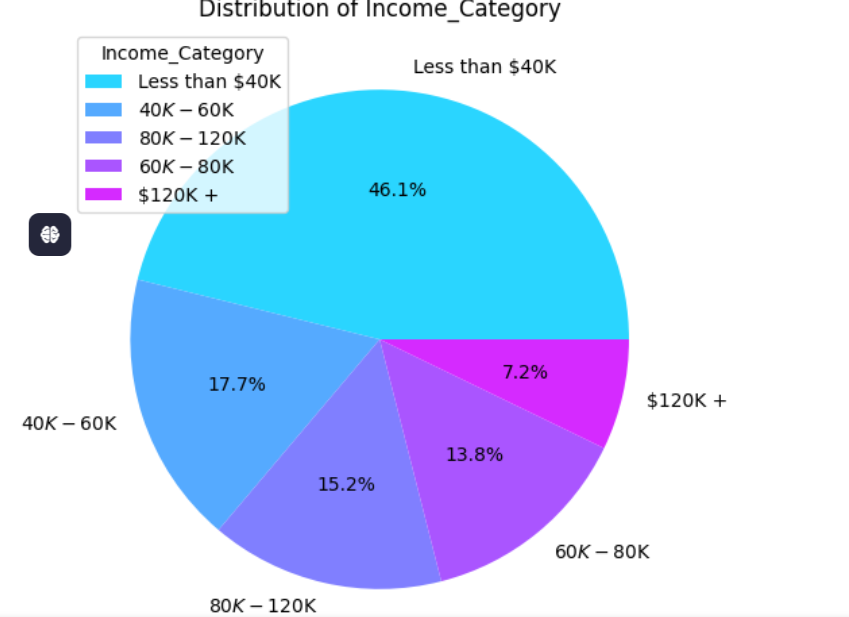 Distribution of Income_Category
Income_Category
Less than $40K
40K − 60K
80K − 120K
60K − 80K
$120K +
Less than $40K
46.1%
17.7%
7.2%
$120K +
40K − 60K
13.8%
15.2%
60K − 80K
80K − 120K